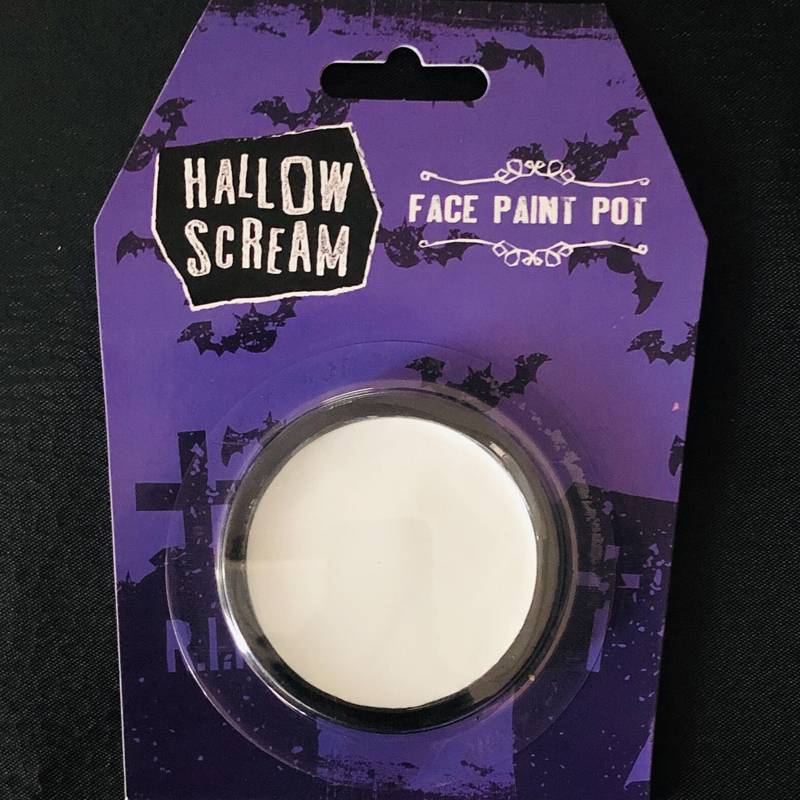 HALLOW
SCREAM
FACE PAINT POT
R.I.